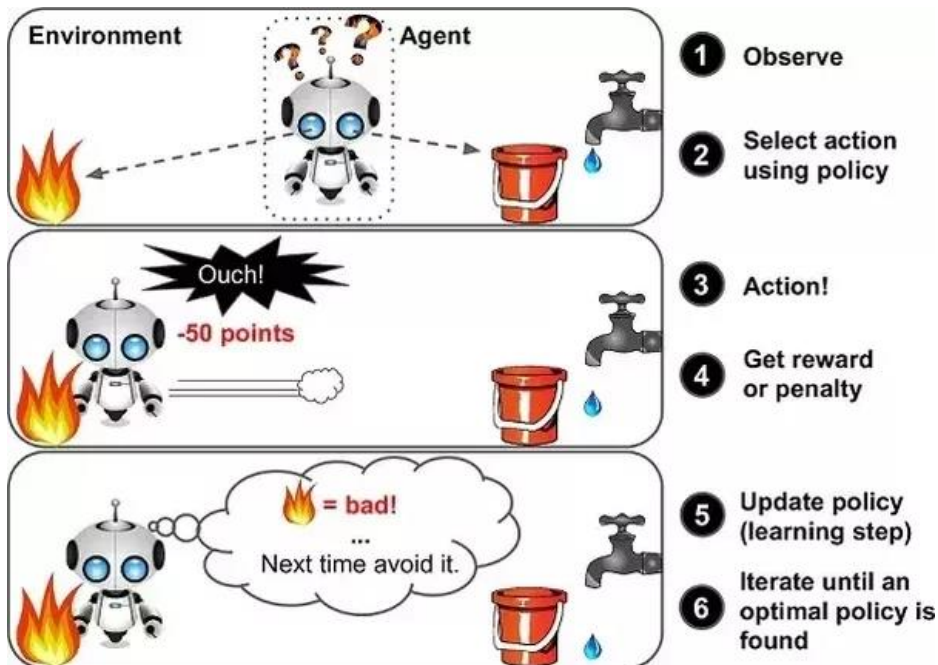 Environment
Agent
? ? ?
1 Observe
2 Select action
using policy
Ouch!
-50 points
3 Action!
4 Get reward
or penalty
= bad!
...
Next time avoid it.
5 Update policy
(learning step)
6 Iterate until an
optimal policy is
found